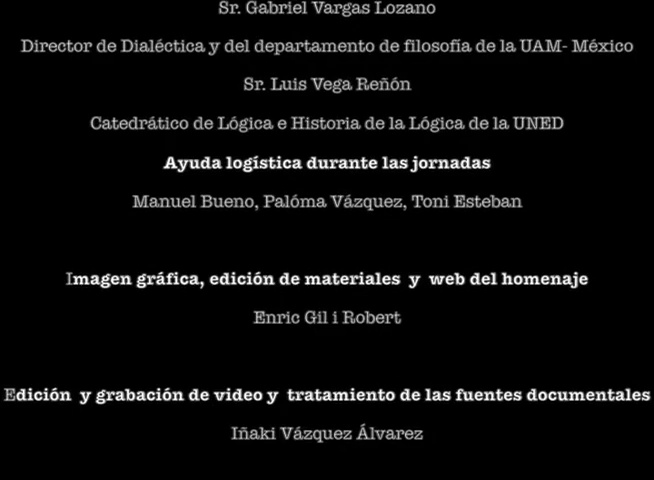 Sr. Gabriel Vargas Lozano
Director de Dialéctica y del departamento de filosofía de la UAM- México
Sr. Luis Vega Reñón
Catedrático de Lógica e Historia de la Lógica de la UNED
Ayuda logística durante las jornadas
Manuel Bueno, Palóma Vázquez, Toni Esteban
Imagen gráfica, edición de materiales  y  web del homenaje
Enric Gil i Robert
Edición  y grabación de video y  tratamiento de las fuentes documentales
Iñaki Vázquez Álvarez